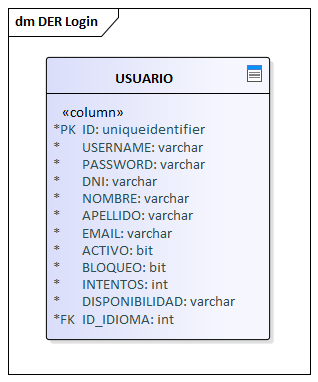 dm DER Login
USUARIO
«column»
*PK ID: uniqueidentifier
* USERNAME: varchar
* PASSWORD: varchar
* DNI: varchar
* NOMBRE: varchar
* APELLIDO: varchar
* EMAIL: varchar
* ACTIVO: bit
* BLOQUEO: bit
* INTENTOS: int
* DISPONIBILIDAD: varchar
*FK ID_IDIOMA: int